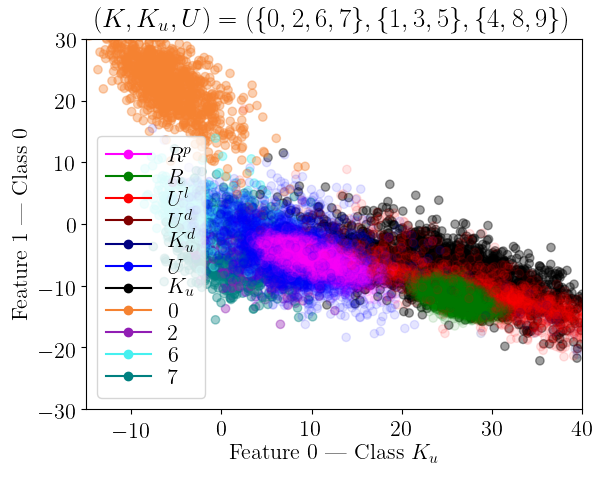 (K, K_u, U) = ({0, 2, 6, 7}, {1, 3, 5}, {4, 8, 9})
30
20
10
0
−10
−20
−30
Feature 1 — Class 0
R^p
R
U^l
U^d
K_u^d
U
K_u
0
2
6
7
−10 0 10 20 30 40
Feature 0 — Class K_u